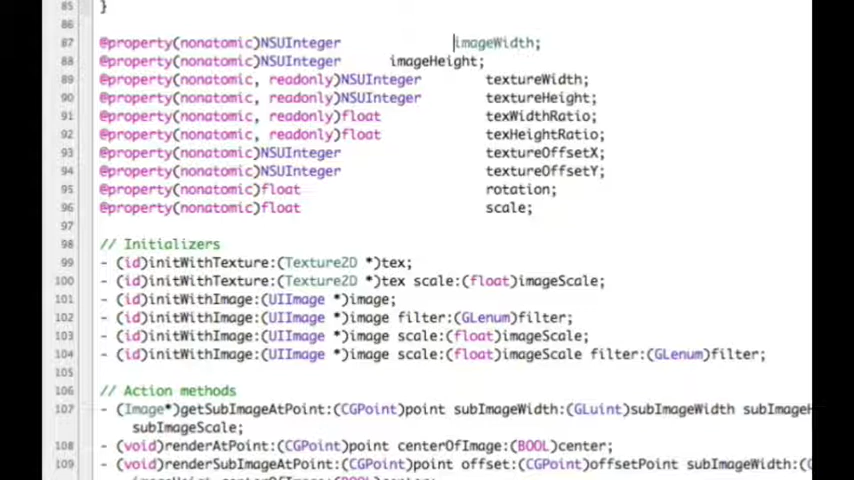 85 }
86
87 @property(nonatomic)NSUInteger imageWidth;
88 @property(nonatomic)NSUInteger imageHeight;
89 @property(nonatomic, readonly)NSUInteger textureWidth;
90 @property(nonatomic, readonly)NSUInteger textureHeight;
91 @property(nonatomic, readonly)float texWidthRatio;
92 @property(nonatomic, readonly)float texHeightRatio;
93 @property(nonatomic)NSUInteger textureOffsetX;
94 @property(nonatomic)NSUInteger textureOffsetY;
95 @property(nonatomic)float rotation;
96 @property(nonatomic)float scale;
97
98 // Initializers
99 - (id)initWithTexture:(Texture2D *)tex;
100 - (id)initWithTexture:(Texture2D *)tex scale:(float)imageScale;
101 - (id)initWithImage:(UIImage *)image;
102 - (id)initWithImage:(UIImage *)image filter:(GLenum)filter;
103 - (id)initWithImage:(UIImage *)image scale:(float)imageScale;
104 - (id)initWithImage:(UIImage *)image scale:(float)imageScale filter:(GLenum)filter;
105
106 // Action methods
107 - (Image*)getSubImageAtPoint:(CGPoint)point subImageWidth:(GLuint)subImageWidth subImageH
subImageScale;
108 - (void)renderAtPoint:(CGPoint)point centerOfImage:(BOOL)center;
109 - (void)renderSubImageAtPoint:(CGPoint)point offset:(CGPoint)offsetPoint subImageWidth:(